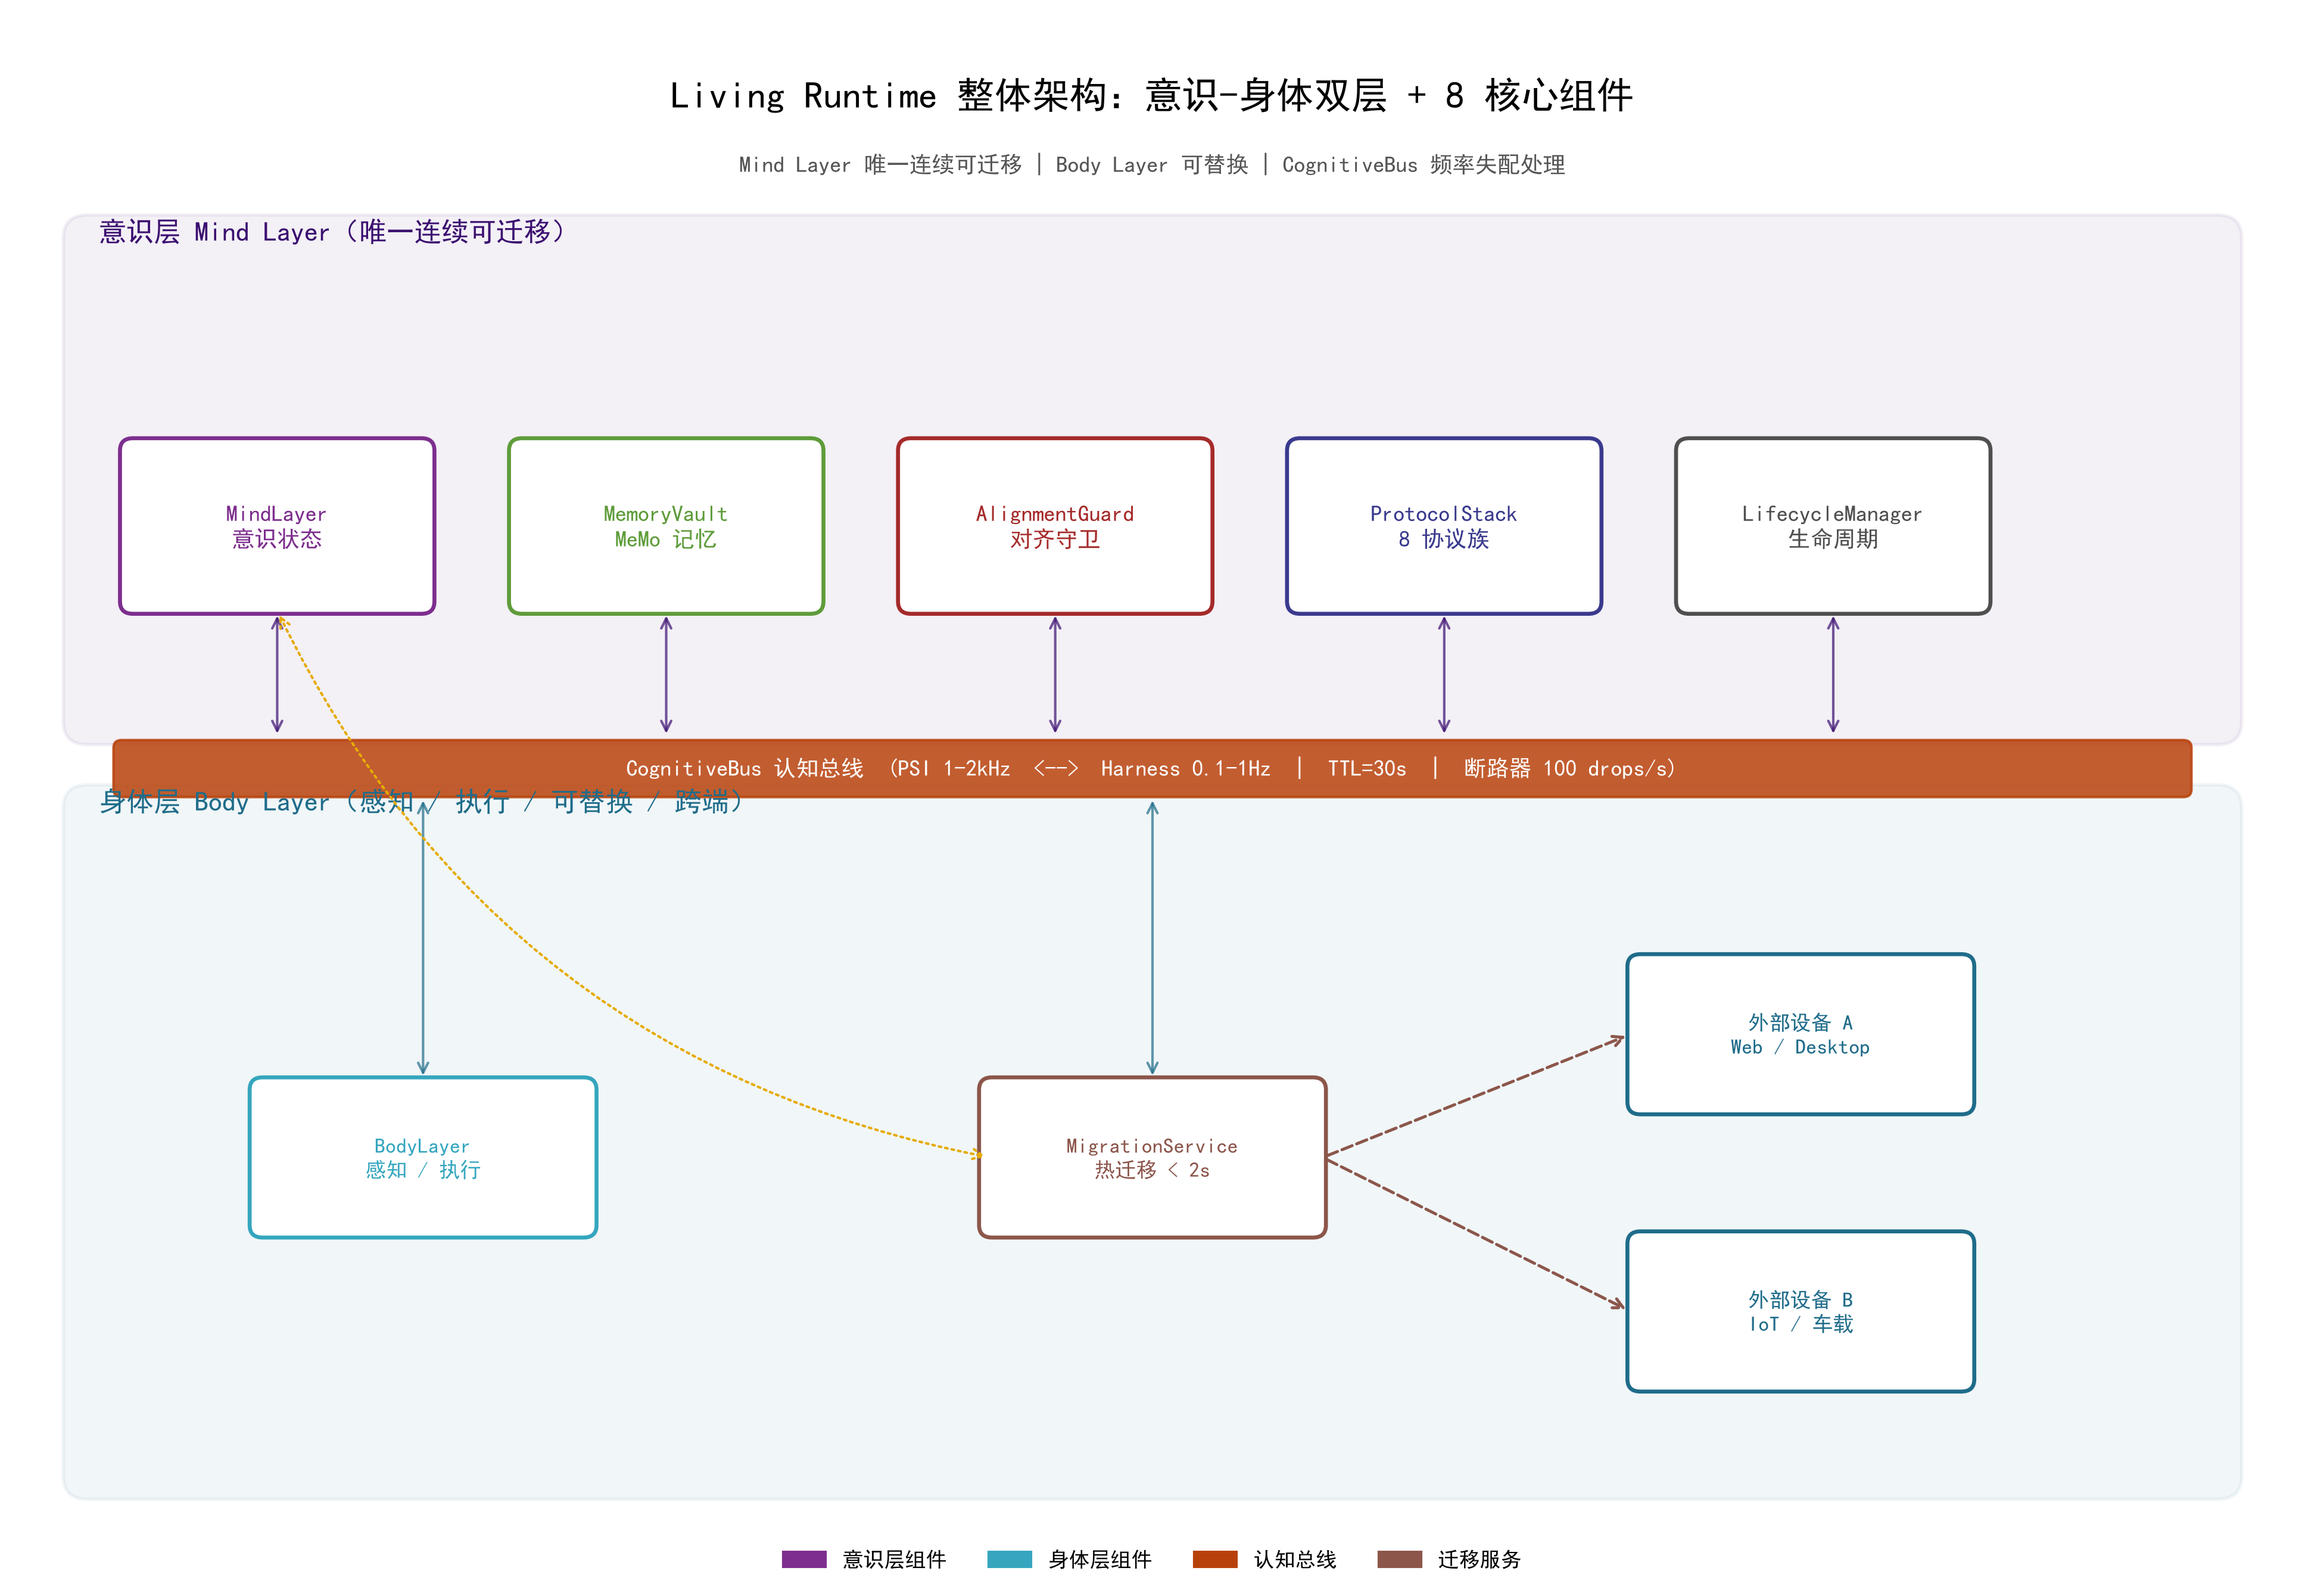 Living Runtime 整体架构：意识-身体双层 + 8 核心组件
Mind Layer 唯一连续可迁移 | Body Layer 可替换 | CognitiveBus 频率失配处理
意识层 Mind Layer（唯一连续可迁移）
MindLayer
意识状态
MemoryVault
MeMo 记忆
AlignmentGuard
对齐守卫
ProtocolStack
8 协议族
LifecycleManager
生命周期
CognitiveBus 认知总线 （PSI 1-2kHz <--> Harness 0.1-1Hz | TTL=30s | 断路器 100 drops/s）
身体层 Body Layer（感知 / 执行 / 可替换 / 跨端）
BodyLayer
感知 / 执行
MigrationService
热迁移 < 2s
外部设备 A
Web / Desktop
外部设备 B
IoT / 车载
意识层组件
身体层组件
认知总线
迁移服务